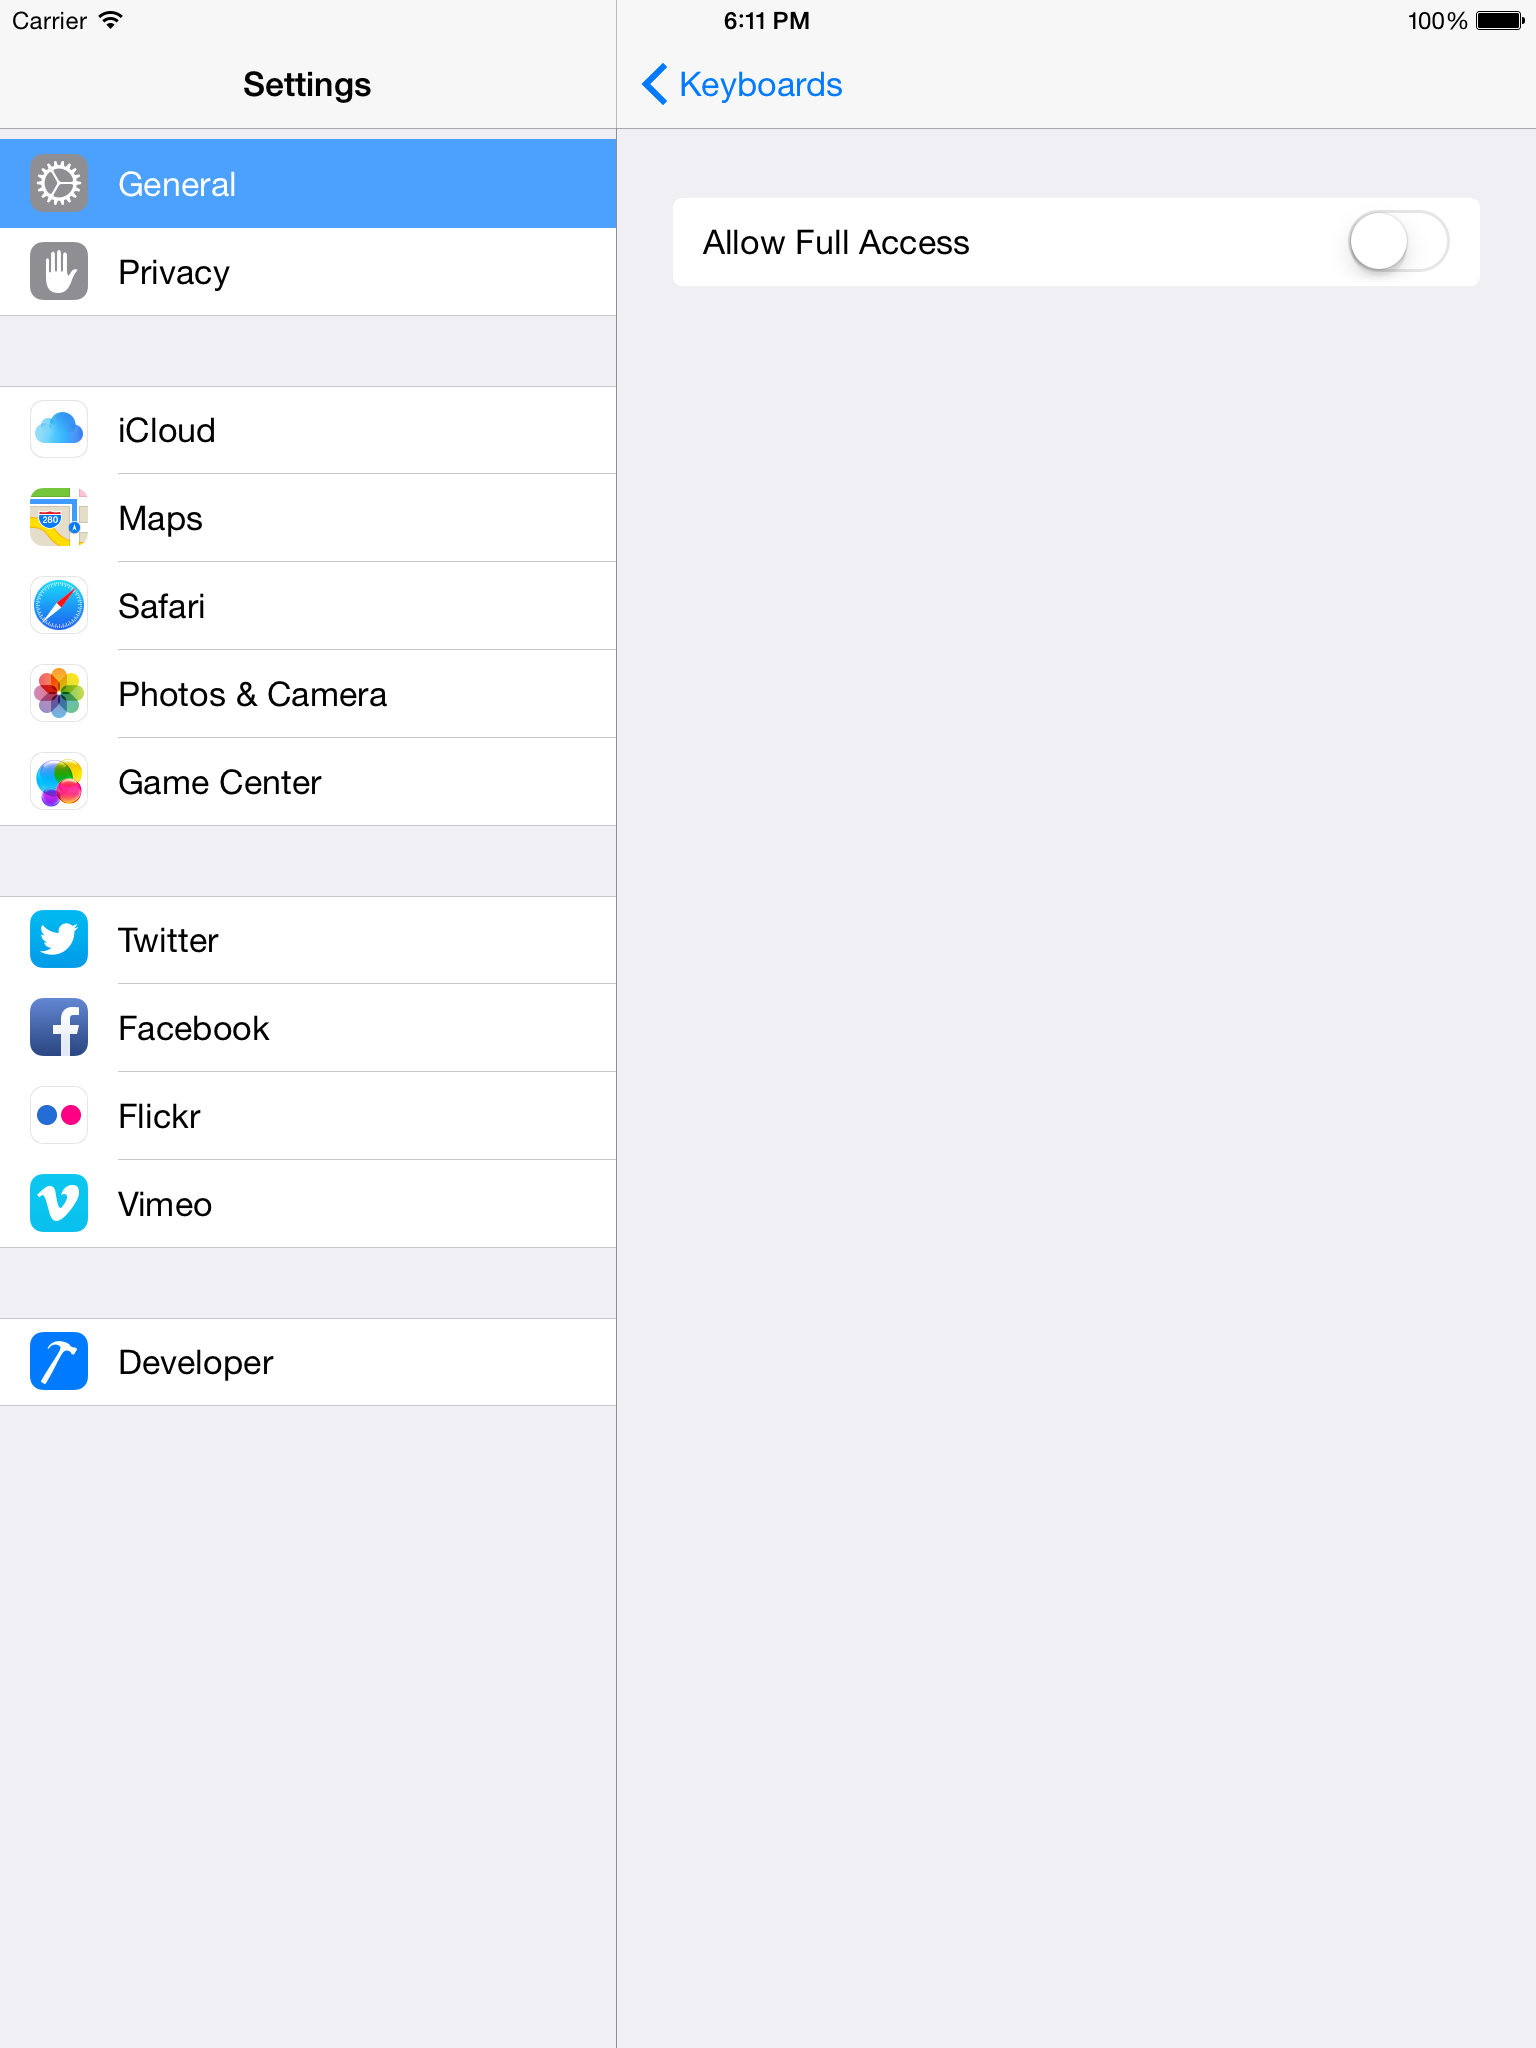 Carrier
6:11 PM
100%
Settings
Keyboards
General
Allow Full Access
Privacy
iCloud
280
Maps
Safari
Photos & Camera
Game Center
Twitter
Facebook
Flickr
Vimeo
Developer